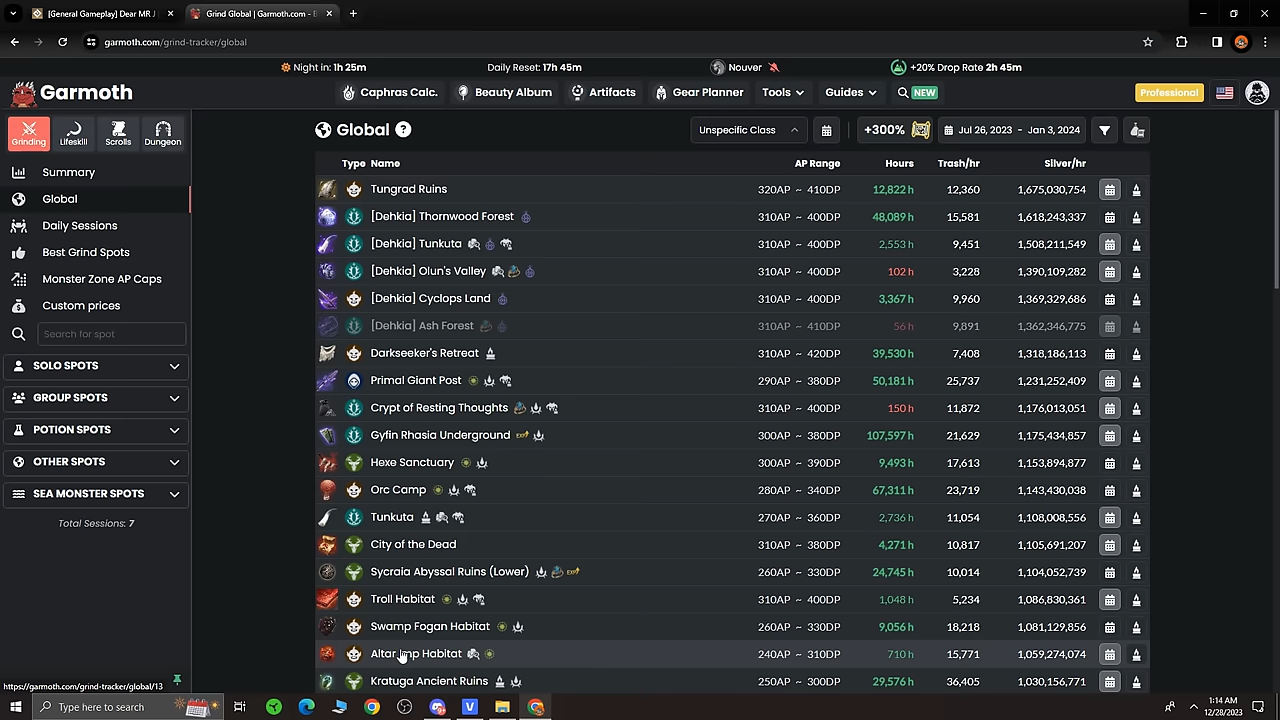 [General Gameplay] Dear MR J
Grind Global | Garmoth.com - B
garmoth.com/grind-tracker/global
Night in: 1h 25m
Daily Reset: 17h 45m
Nouver
+20% Drop Rate 2h 45m
Garmoth
Caphras Calc.
Beauty Album
Artifacts
Gear Planner
Tools
Guides
NEW
Professional
Grinding
Lifeskill
Scrolls
Dungeon
Summary
Global
Daily Sessions
Best Grind Spots
Monster Zone AP Caps
Custom prices
Search for spot
SOLO SPOTS
GROUP SPOTS
POTION SPOTS
OTHER SPOTS
SEA MONSTER SPOTS
Total Sessions: 7
Global ?
Unspecific Class
+300%
Jul 26, 2023 - Jan 3, 2024
Type Name AP Range Hours Trash/hr Silver/hr
Tungrad Ruins 320AP ~ 410DP 12,822 h 12,360 1,675,030,754
[Dehkia] Thornwood Forest 310AP ~ 400DP 48,089 h 15,581 1,618,243,337
[Dehkia] Tunkuta 310AP ~ 400DP 2,553 h 9,451 1,508,211,549
[Dehkia] Olun's Valley 310AP ~ 400DP 102 h 3,228 1,390,109,282
[Dehkia] Cyclops Land 310AP ~ 400DP 3,367 h 9,960 1,369,329,686
[Dehkia] Ash Forest 310AP ~ 410DP 56 h 9,891 1,362,346,775
Darkseeker's Retreat 310AP ~ 420DP 39,530 h 7,408 1,318,186,113
Primal Giant Post 290AP ~ 380DP 50,181 h 25,737 1,231,252,409
Crypt of Resting Thoughts 310AP ~ 400DP 150 h 11,872 1,176,013,051
Gyfin Rhasia Underground EXP 300AP ~ 380DP 107,597 h 21,629 1,175,434,857
Hexe Sanctuary 300AP ~ 390DP 9,493 h 17,613 1,153,894,877
Orc Camp 280AP ~ 340DP 67,311 h 23,719 1,143,430,038
Tunkuta 270AP ~ 360DP 2,736 h 11,054 1,108,008,556
City of the Dead 310AP ~ 380DP 4,271 h 10,817 1,105,691,207
Sycraia Abyssal Ruins (Lower) EXP 260AP ~ 330DP 24,745 h 10,014 1,104,052,739
Troll Habitat 310AP ~ 400DP 1,048 h 5,234 1,086,830,361
Swamp Fogan Habitat 260AP ~ 330DP 9,056 h 18,218 1,081,129,856
Altar Imp Habitat 240AP ~ 310DP 710 h 15,771 1,059,274,074
Kratuga Ancient Ruins 250AP ~ 300DP 29,576 h 36,405 1,030,156,771
https://garmoth.com/grind-tracker/global/13
Type here to search
1:14 AM
12/28/2023